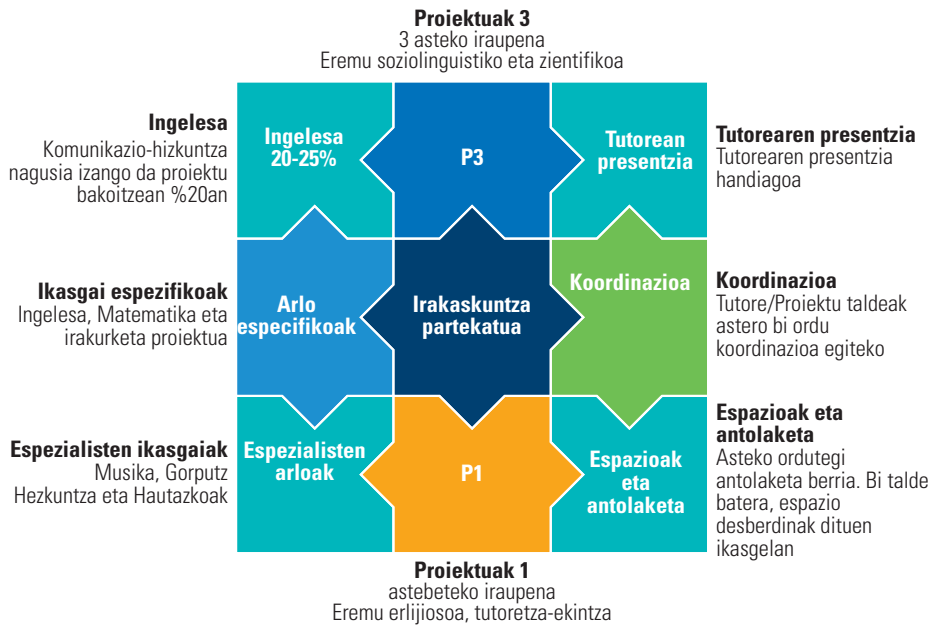 Proiektuak 3
3 asteko iraupena
Eremu soziolinguistiko eta zientifikoa
Ingelesa
Komunikazio-hizkuntza
nagusia izango da proiektu
bakoitzean %20an
Ingelesa
20-25%
P3
Tutorean
presentzia
Tutorearen presentzia
Tutorearen presentzia
handiagoa
Ikasgai espezifikoak
Ingelesa, Matematika eta
irakurketa proiektua
Arlo
especifikoak
Irakaskuntza
partekatua
Koordinazioa
Koordinazioa
Tutore/Proiektu taldeak
astero bi ordu
koordinazioa egiteko
Espezialisten ikasgaiak
Musika, Gorputz
Hezkuntza eta Hautazkoak
Espezialisten
arloak
P1
Espazioak
eta
antolaketa
Espazioak eta
antolaketa
Asteko ordutegi
antolaketa berria. Bi talde
batera, espazio
desberdinak dituen
ikasgelan
Proiektuak 1
astebeteko iraupena
Eremu erlijiosoa, tutoretza-ekintza